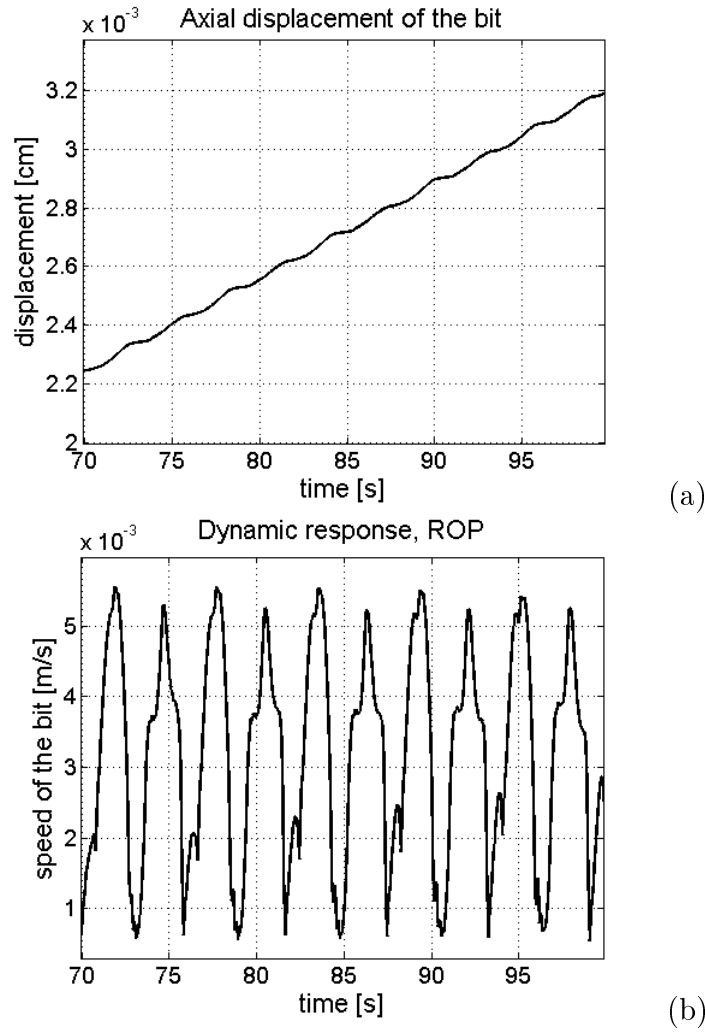 x 10⁻³ Axial displacement of the bit
3.2
3
2.8
2.6
2.4
2.2
2
displacement [cm]
70 75 80 85 90 95
time [s]
(a)
x 10⁻³ Dynamic response, ROP
5
4
3
2
1
speed of the bit [m/s]
70 75 80 85 90 95
time [s]
(b)